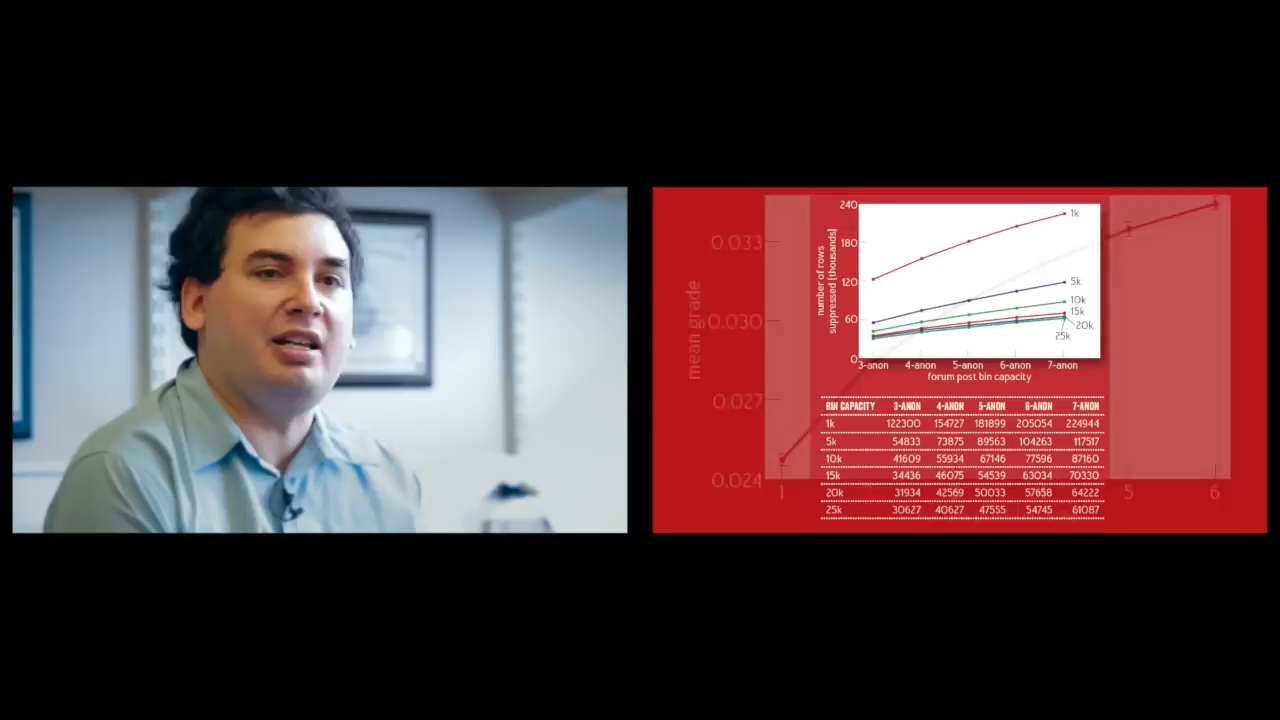 240
180
120
60
0
number of rows
suppressed [thousands]
1k
5k
10k
15k
20k
25k
3-anon 4-anon 5-anon 6-anon 7-anon
forum post bin capacity
0.033
0.030
0.027
0.024
mean grade
1 5 6
BIN CAPACITY 3-ANON 4-ANON 5-ANON 6-ANON 7-ANON
1k 122300 154727 181899 205054 224944
5k 54833 73875 89563 104263 117517
10k 41609 55934 67146 77596 87160
15k 34436 46075 54539 63034 70330
20k 31934 42569 50033 57658 64222
25k 30627 40627 47555 54745 61087